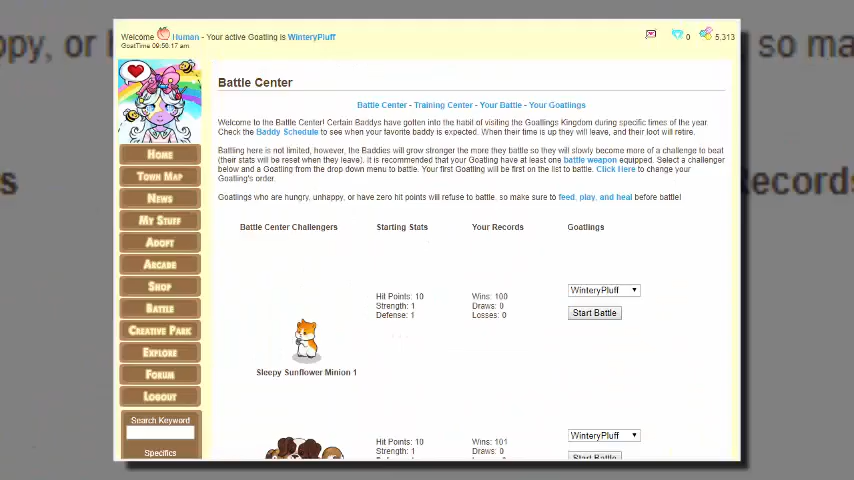 ppy, or h
so ma
s
Records
Welcome Human - Your active Goatling is WinteryPluff
GoatTime 09:56:17 am
0
5,313
Home
Town Map
News
My Stuff
Adopt
Arcade
Shop
Battle
Creative Park
Explore
Forum
Logout
Search Keyword
Specifics
Battle Center
Battle Center - Training Center - Your Battle - Your Goatlings
Welcome to the Battle Center! Certain Baddys have gotten into the habit of visiting the Goatlings Kingdom during specific times of the year.
Check the Baddy Schedule to see when your favorite baddy is expected. When their time is up they will leave, and their loot will retire.
Battling here is not limited, however, the Baddies will grow stronger the more they battle so they will slowly become more of a challenge to beat
(their stats will be reset when they leave). It is recommended that your Goatling have at least one battle weapon equipped. Select a challenger
below and a Goatling from the drop down menu to battle. Your first Goatling will be first on the list to battle. Click Here to change your
Goatling's order.
Goatlings who are hungry, unhappy, or have zero hit points will refuse to battle, so make sure to feed, play, and heal before battle!
Battle Center Challengers
Starting Stats
Your Records
Goatlings
Hit Points: 10
Strength: 1
Defense: 1
Wins: 100
Draws: 0
Losses: 0
WinteryPluff
Start Battle
Sleepy Sunflower Minion 1
Hit Points: 10
Strength: 1
Wins: 101
Draws: 0
WinteryPluff
Start Battle